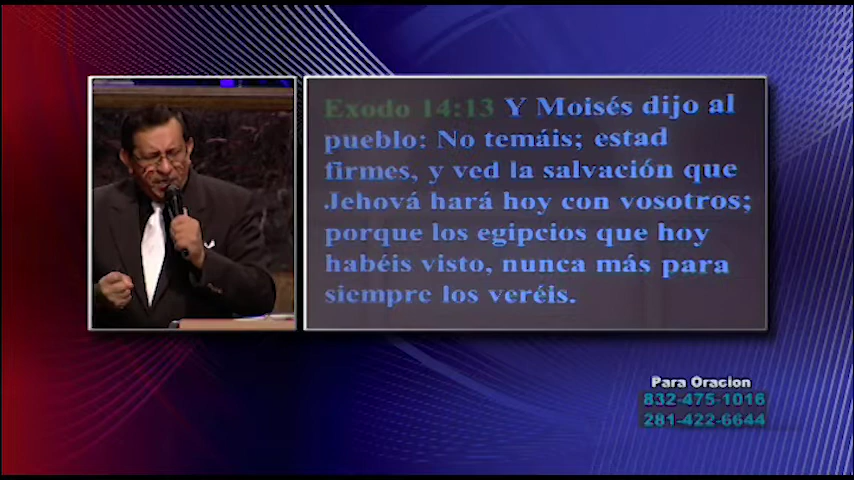 Exodo 14:13 Y Moisés dijo al
pueblo: No temáis; estad
firmes, y ved la salvación que
Jehová hará hoy con vosotros;
porque los egipcios que hoy
habéis visto, nunca más para
siempre los veréis.
Para Oracion
832-475-1016
281-422-6644